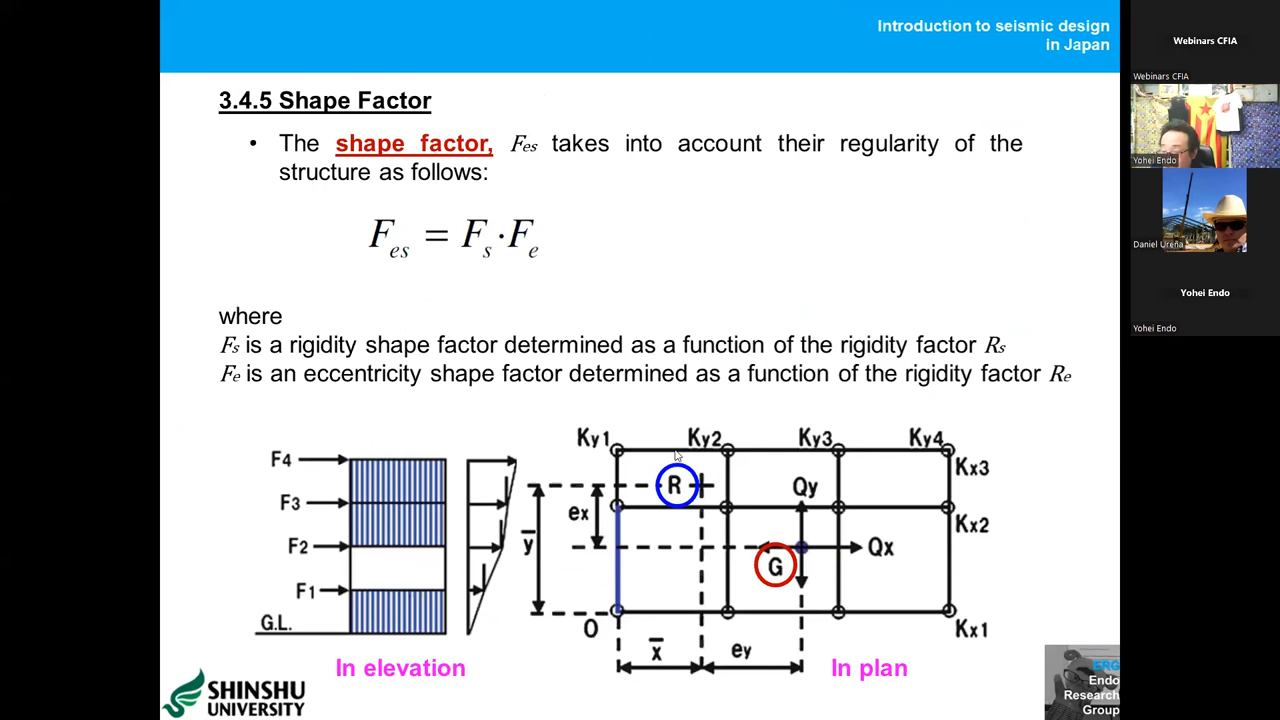 Introduction to seismic design
in Japan
3.4.5 Shape Factor
• The shape factor, Fes takes into account their regularity of the
structure as follows:
Fes = Fs · Fe
where
Fs is a rigidity shape factor determined as a function of the rigidity factor Rs
Fe is an eccentricity shape factor determined as a function of the rigidity factor Re
F4
F3
F2
F1
G.L.
In elevation
Ky1 Ky2 Ky3 Ky4
Kx3
R
Qy
ex
Kx2
y
Qx
G
O
Kx1
x
ey
In plan
SHINSHU
UNIVERSITY
ERG
Endo
Research
Group
Webinars CFIA
Webinars CFIA
Yohei Endo
Daniel Ureña
Yohei Endo
Yohei Endo